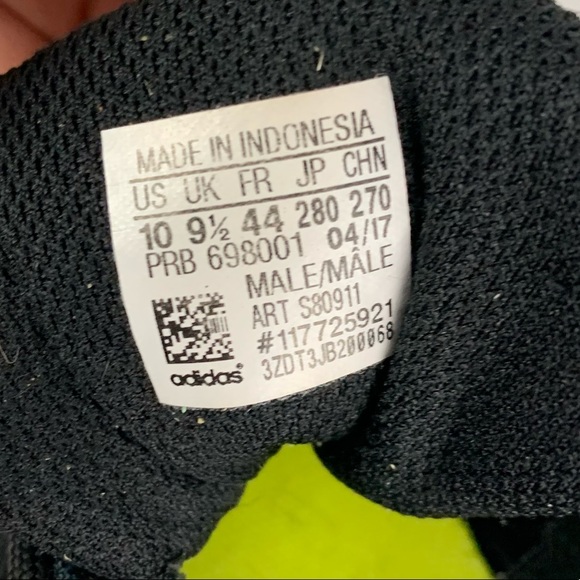 MADE IN INDONESIA
US UK FR JP CHN
10 9½ 44 280 270
PRB 698001 04/17
MALE/MÂLE
ART S80911
#117725921
3ZDT3JB200068
adidas